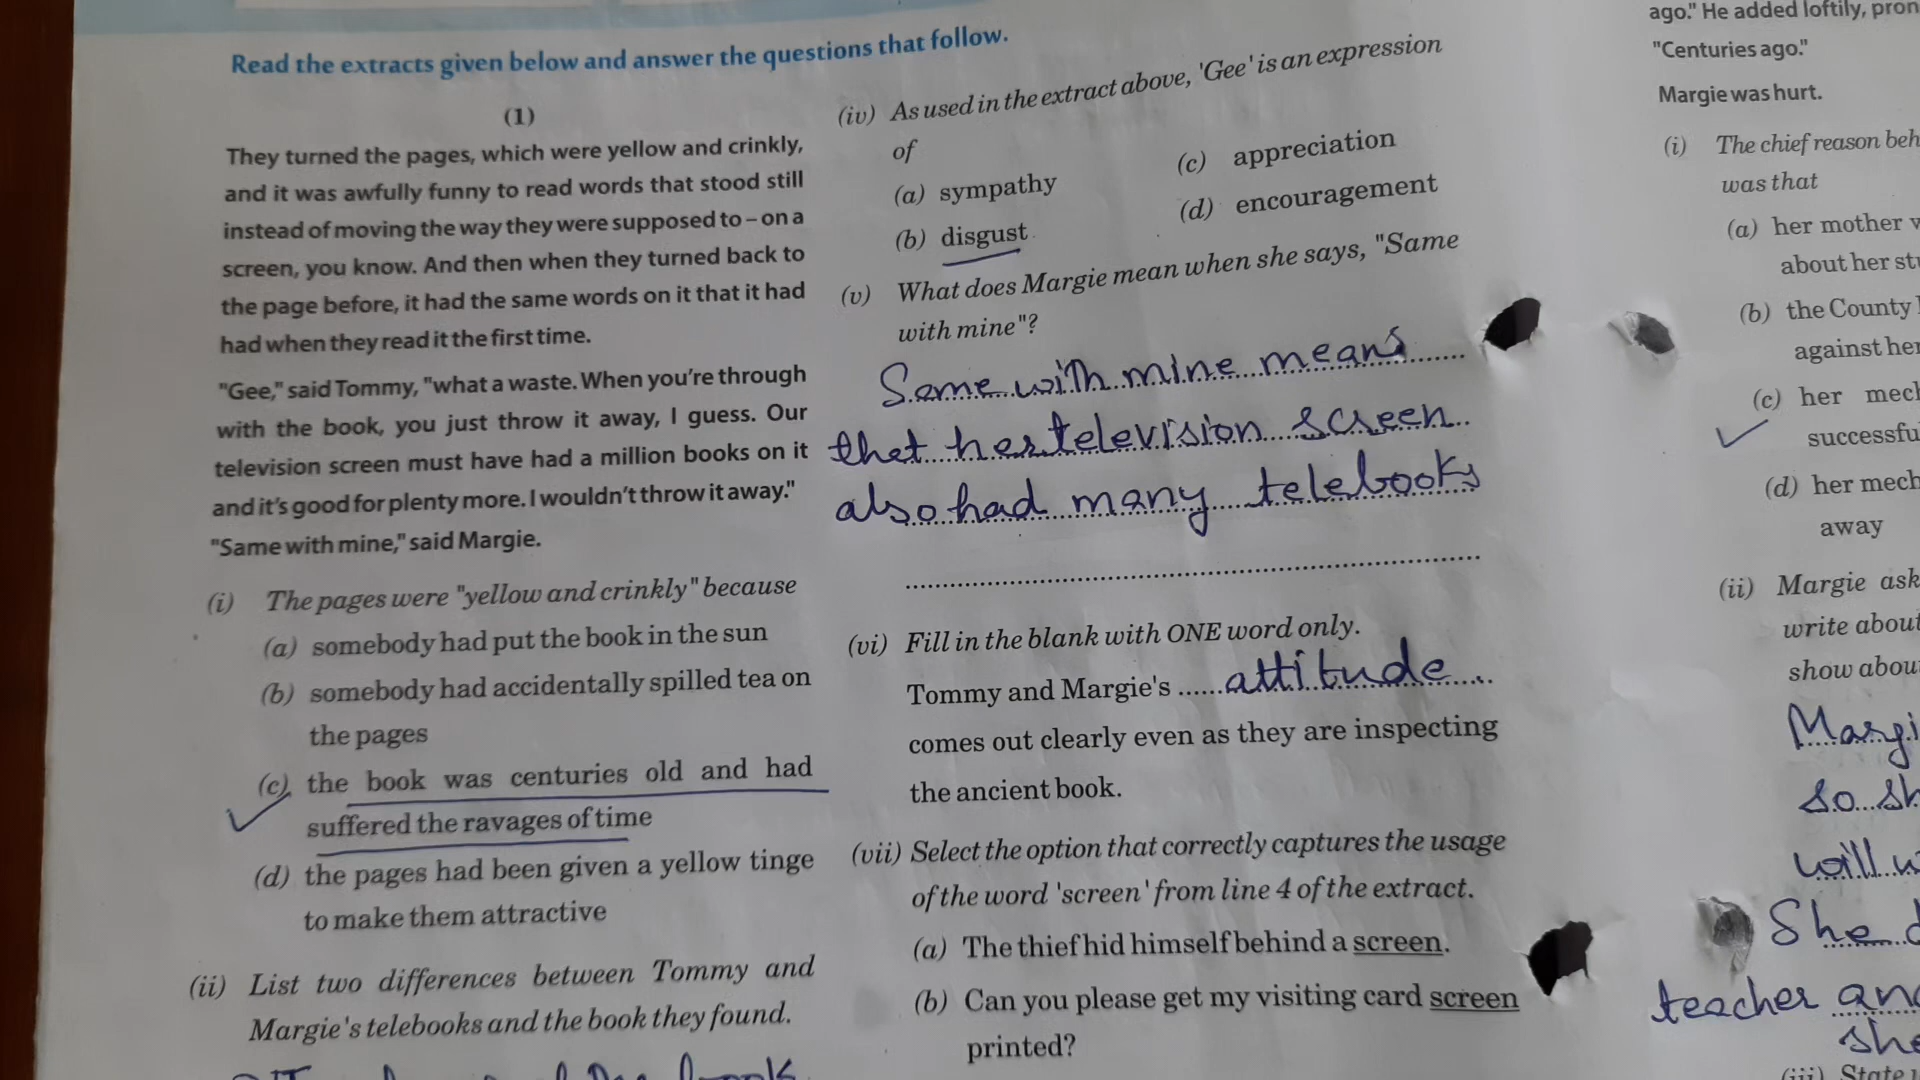 Read the extracts given below and answer the questions that follow.
(1)
They turned the pages, which were yellow and crinkly,
and it was awfully funny to read words that stood still
instead of moving the way they were supposed to – on a
screen, you know. And then when they turned back to
the page before, it had the same words on it that it had
had when they read it the first time.
"Gee," said Tommy, "what a waste. When you're through
with the book, you just throw it away, I guess. Our
television screen must have had a million books on it
and it's good for plenty more. I wouldn't throw it away."
"Same with mine," said Margie.
(i) The pages were "yellow and crinkly" because
(a) somebody had put the book in the sun
(b) somebody had accidentally spilled tea on
the pages
(c) the book was centuries old and had
suffered the ravages of time
(d) the pages had been given a yellow tinge
to make them attractive
(ii) List two differences between Tommy and
Margie's telebooks and the book they found.
book
(iv) As used in the extract above, 'Gee' is an expression
of
(a) sympathy
(b) disgust
(c) appreciation
(d) encouragement
(v) What does Margie mean when she says, "Same
with mine"?
Same with mine means
that her television screen
also had many telebooks
(vi) Fill in the blank with ONE word only.
Tommy and Margie's ......attitude.....
comes out clearly even as they are inspecting
the ancient book.
(vii) Select the option that correctly captures the usage
of the word 'screen' from line 4 of the extract.
(a) The thief hid himself behind a screen.
(b) Can you please get my visiting card screen
printed?
ago." He added loftily, pron
"Centuries ago."
Margie was hurt.
(i) The chief reason beh
was that
(a) her mother
about her stu
(b) the County
against her
(c) her mech
successfu
(d) her mech
away
(ii) Margie ask
write about
show abou
Margi
so sh
will w
She d
teacher an
she
(iii) State